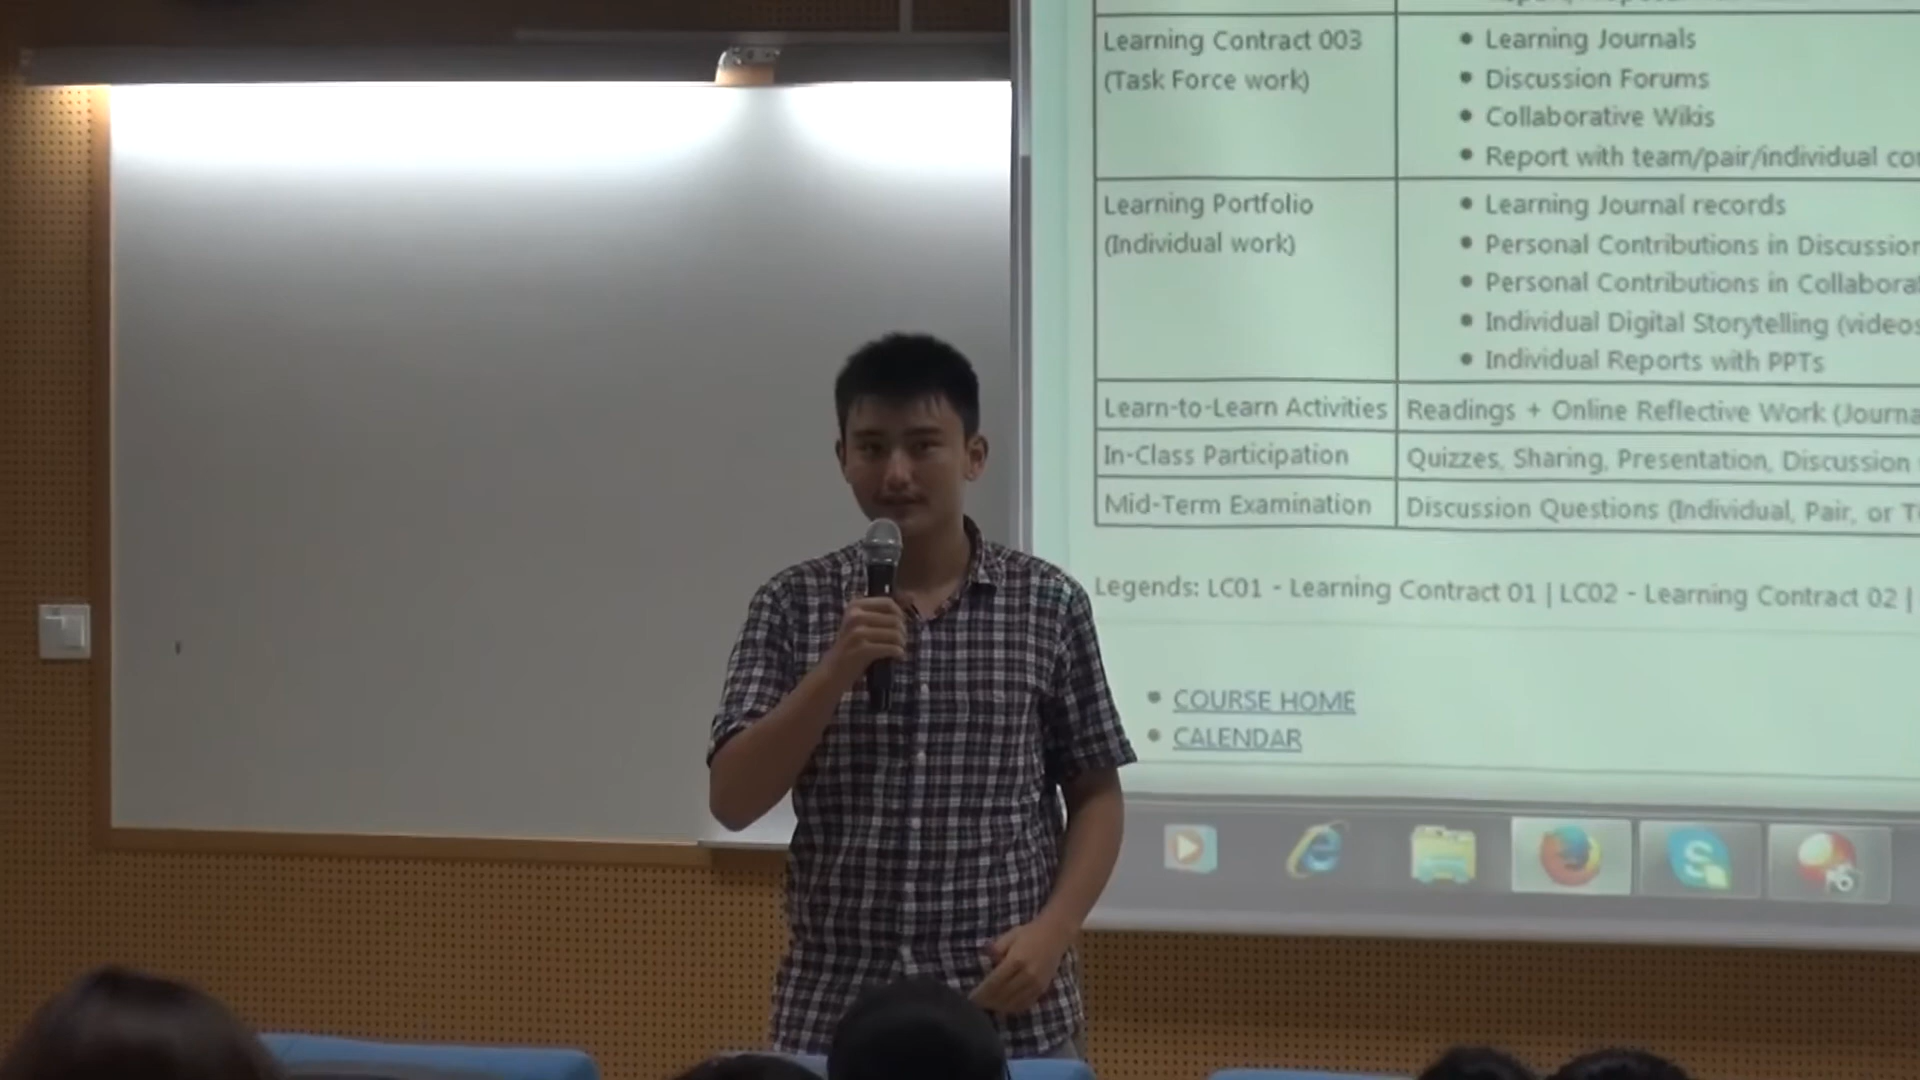 Learning Contract 003
(Task Force work)
Learning Journals
Discussion Forums
Collaborative Wikis
Report with team/pair/individual
Learning Portfolio
(Individual work)
Learning Journal records
Personal Contributions in Discussion
Personal Contributions in
Individual Digital Storytelling (videos
Individual Reports with PPTs
Learn-to-Learn Activities
Readings + Online Reflective Work
In-Class Participation
Quizzes, Sharing, Presentation, Discussion
Mid-Term Examination
Discussion Questions (Individual, Pair, or
Legends: LC01 - Learning Contract 01 | LC02 - Learning Contract 02 |
COURSE HOME
CALENDAR